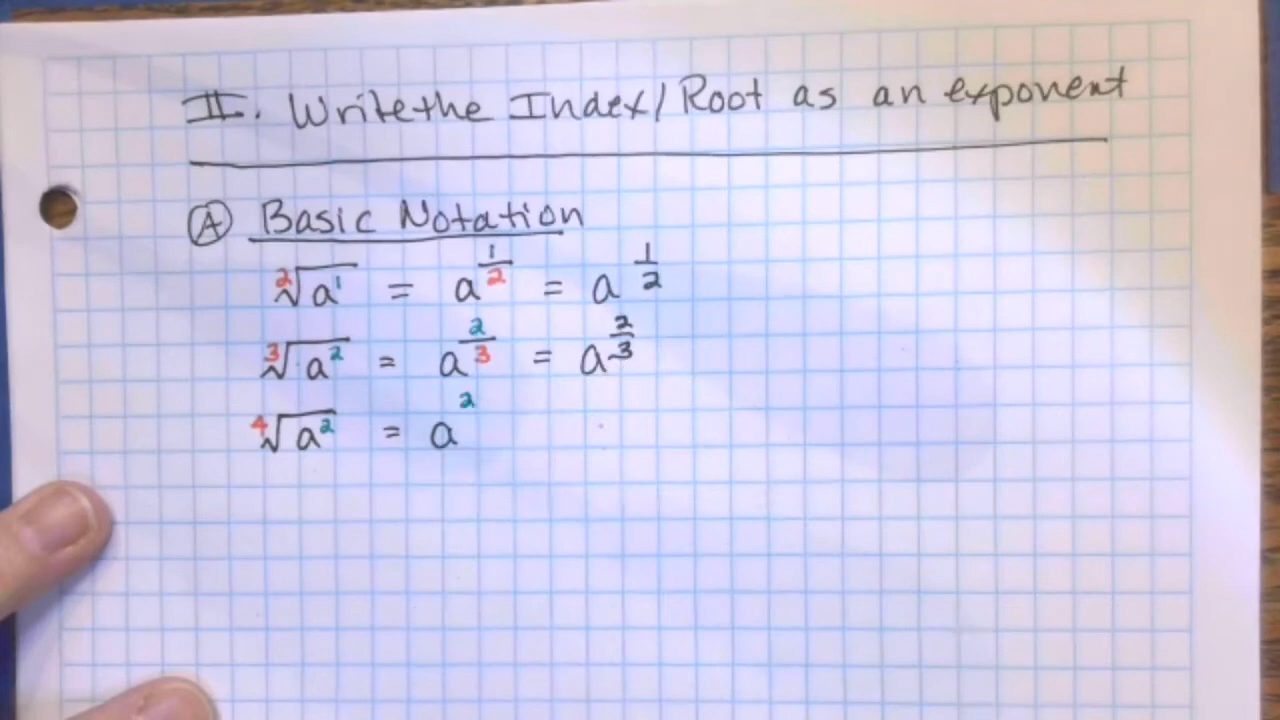 II. Write the Index/Root as an exponent
Ⓐ Basic Notation
²√a¹ = a^(1/2) = a^(1/2)
³√a² = a^(2/3) = a^(2/3)
⁴√a² = a²